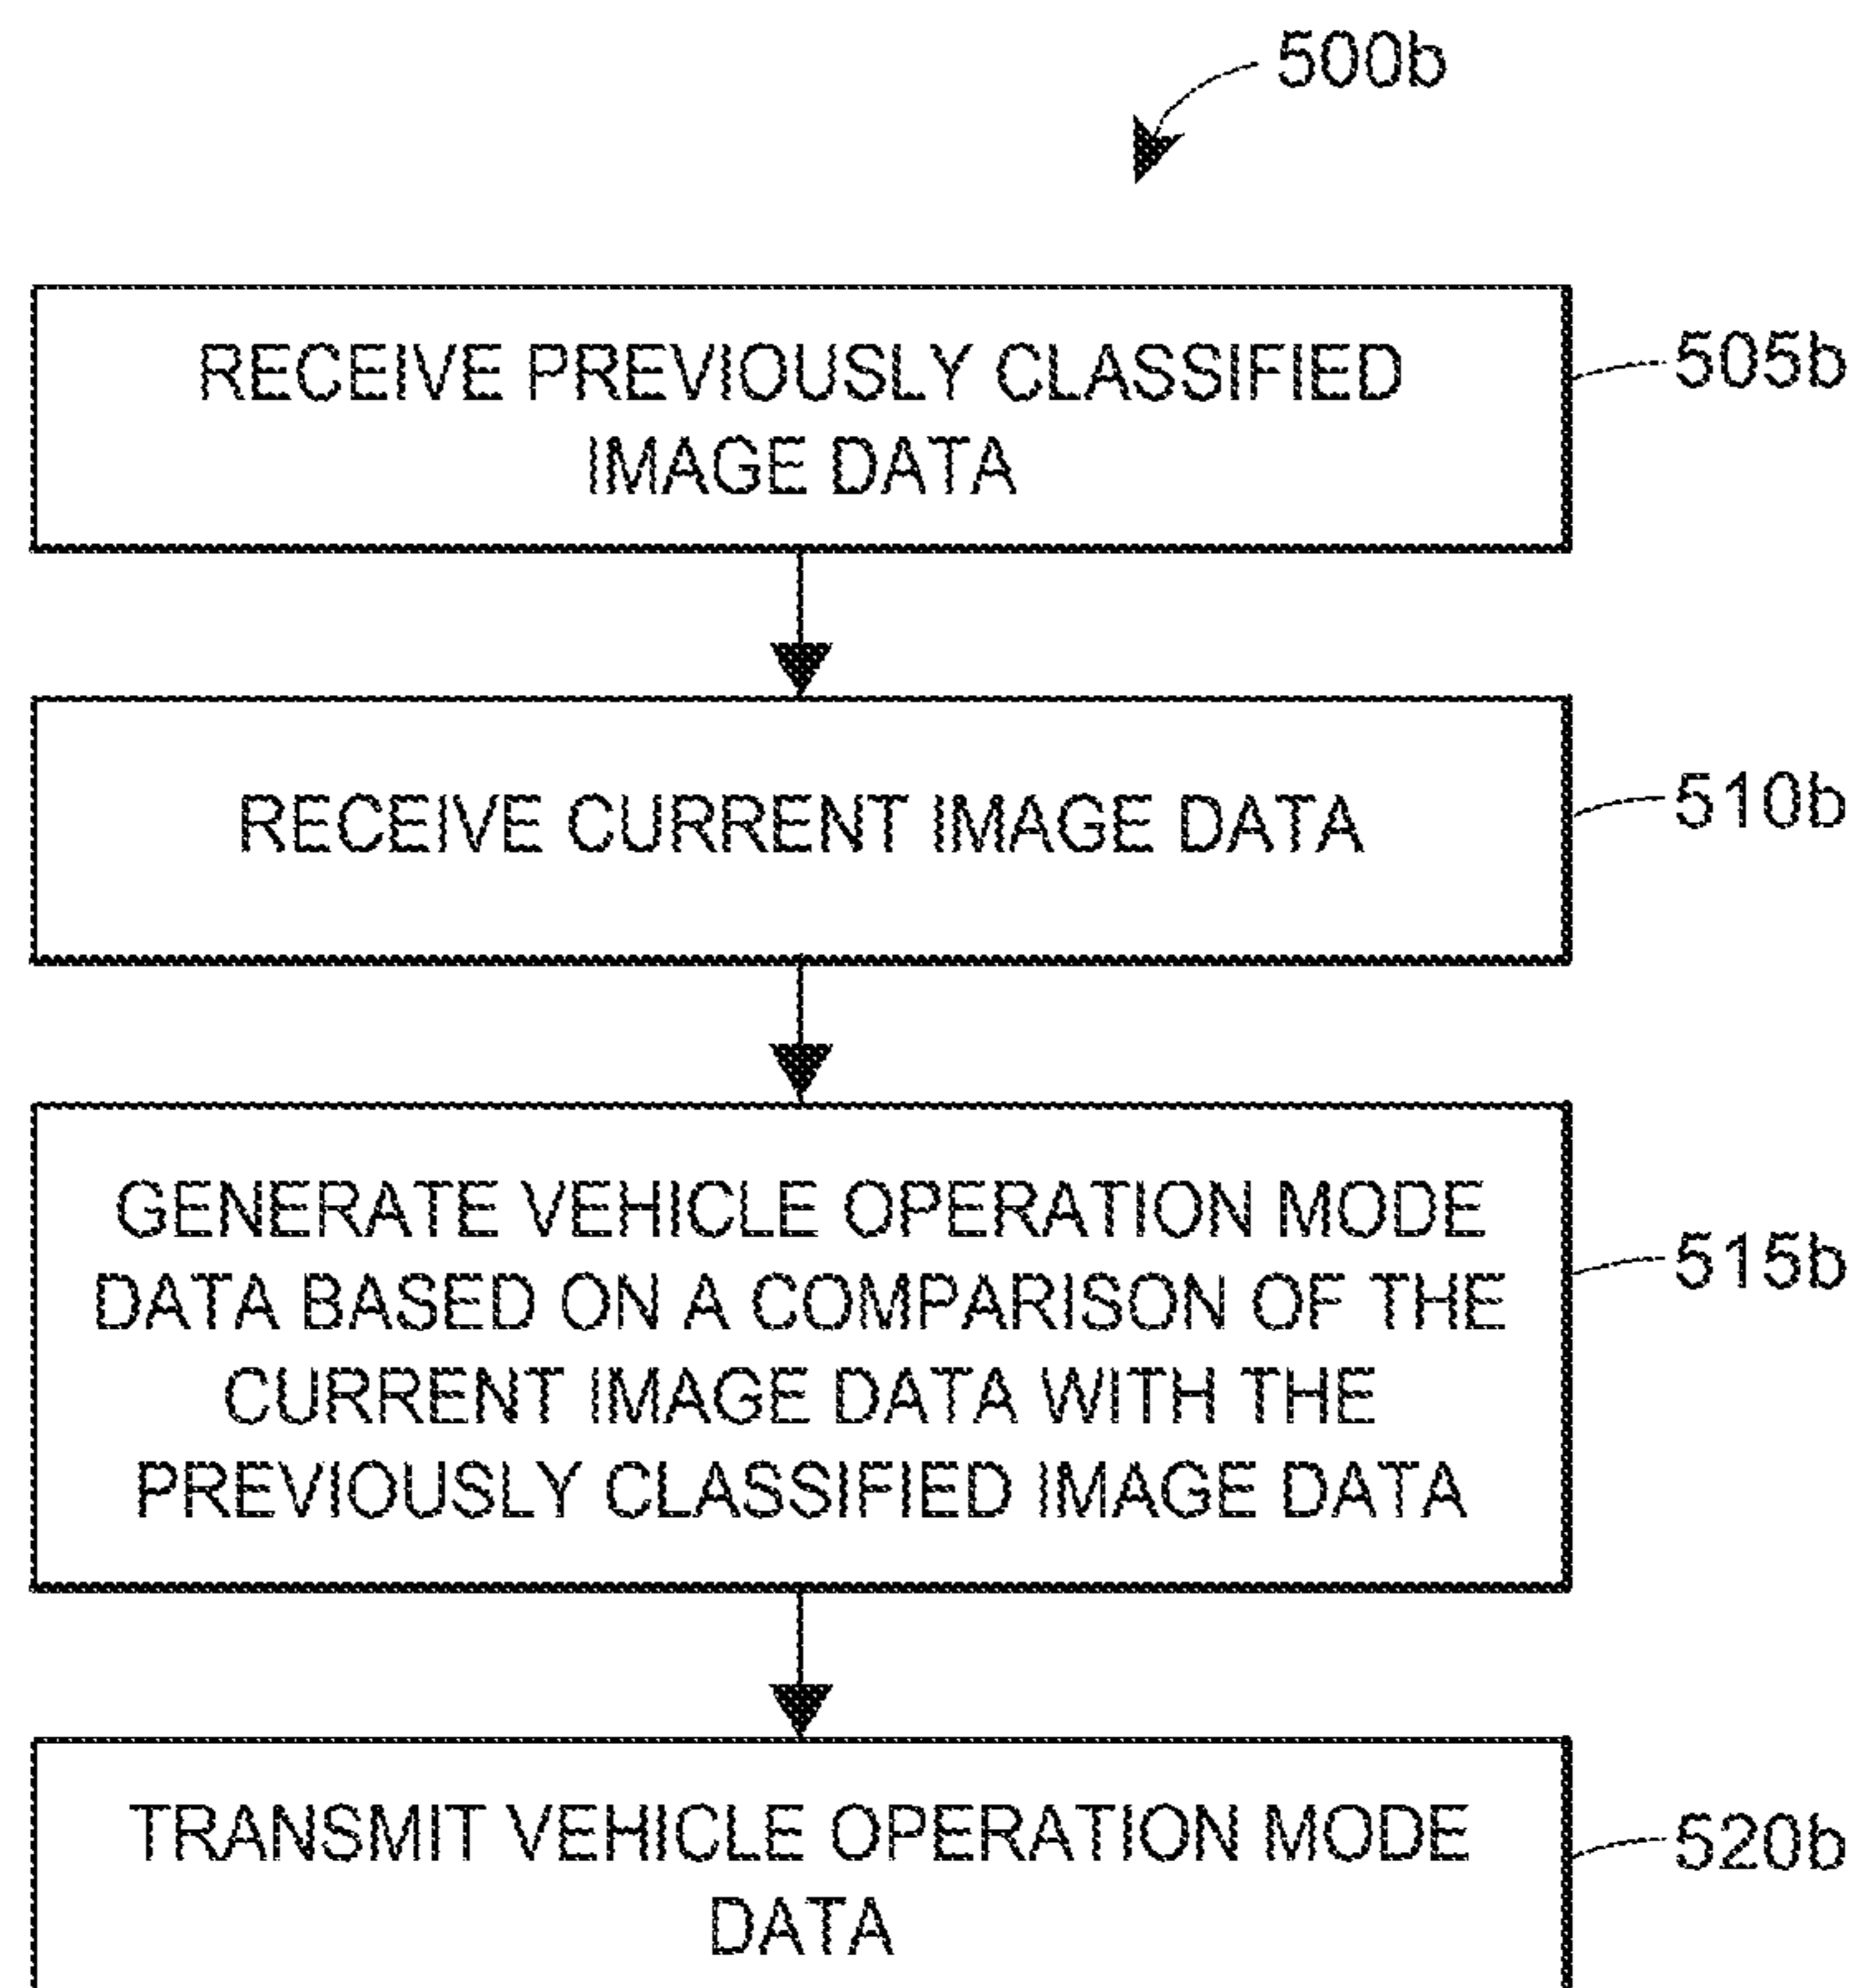 500b
RECEIVE PREVIOUSLY CLASSIFIED
IMAGE DATA
505b
RECEIVE CURRENT IMAGE DATA
510b
GENERATE VEHICLE OPERATION MODE
DATA BASED ON A COMPARISON OF THE
CURRENT IMAGE DATA WITH THE
PREVIOUSLY CLASSIFIED IMAGE DATA
515b
TRANSMIT VEHICLE OPERATION MODE
DATA
520b